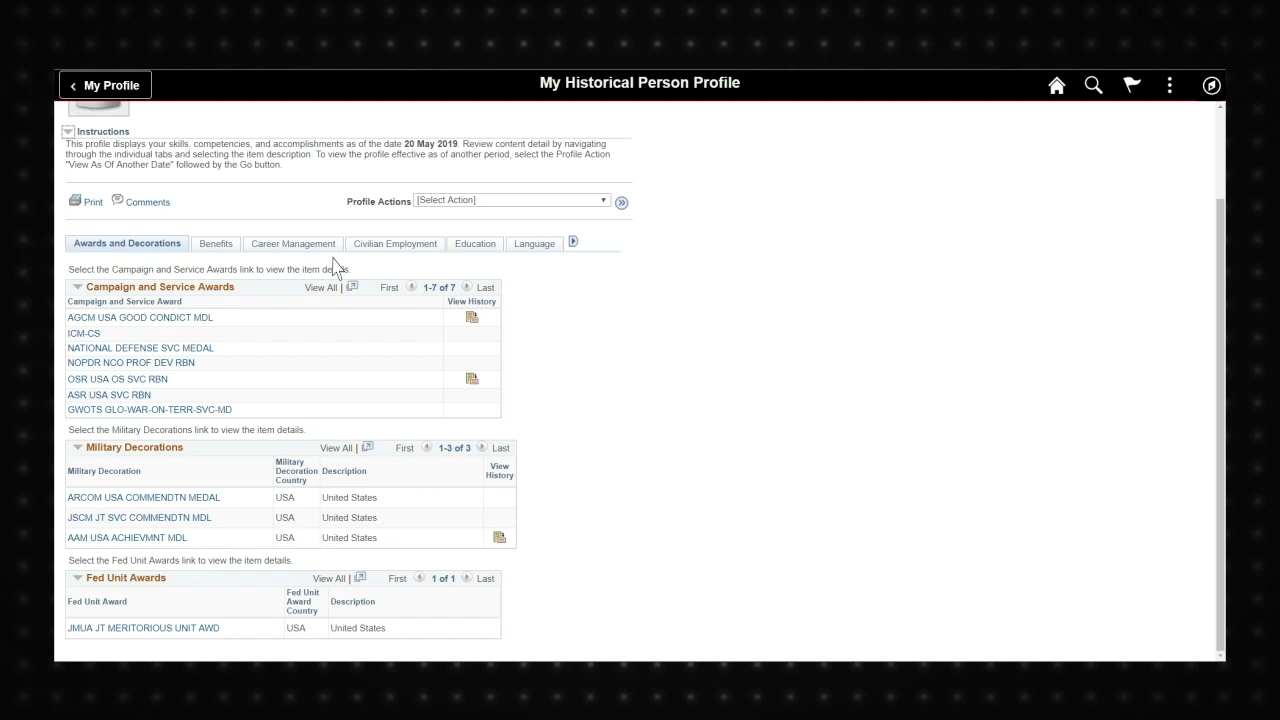 My Profile
My Historical Person Profile
Instructions
This profile displays your skills, competencies, and accomplishments as of the date 20 May 2019. Review content detail by navigating
through the individual tabs and selecting the item description. To view the profile effective as of another period, select the Profile Action
"View As Of Another Date" followed by the Go button.
Print Comments Profile Actions [Select Action]
Awards and Decorations Benefits Career Management Civilian Employment Education Language
Select the Campaign and Service Awards link to view the item details.
Campaign and Service Awards View All | First 1-7 of 7 Last
Campaign and Service Award View History
AGCM USA GOOD CONDICT MDL
ICM-CS
NATIONAL DEFENSE SVC MEDAL
NOPDR NCO PROF DEV RBN
OSR USA OS SVC RBN
ASR USA SVC RBN
GWOTS GLO-WAR-ON-TERR-SVC-MD
Select the Military Decorations link to view the item details.
Military Decorations View All | First 1-3 of 3 Last
Military Decoration Military Decoration Country Description View History
ARCOM USA COMMENDTN MEDAL USA United States
JSCM JT SVC COMMENDTN MDL USA United States
AAM USA ACHIEVMNT MDL USA United States
Select the Fed Unit Awards link to view the item details.
Fed Unit Awards View All | First 1 of 1 Last
Fed Unit Award Fed Unit Award Country Description
JMUA JT MERITORIOUS UNIT AWD USA United States